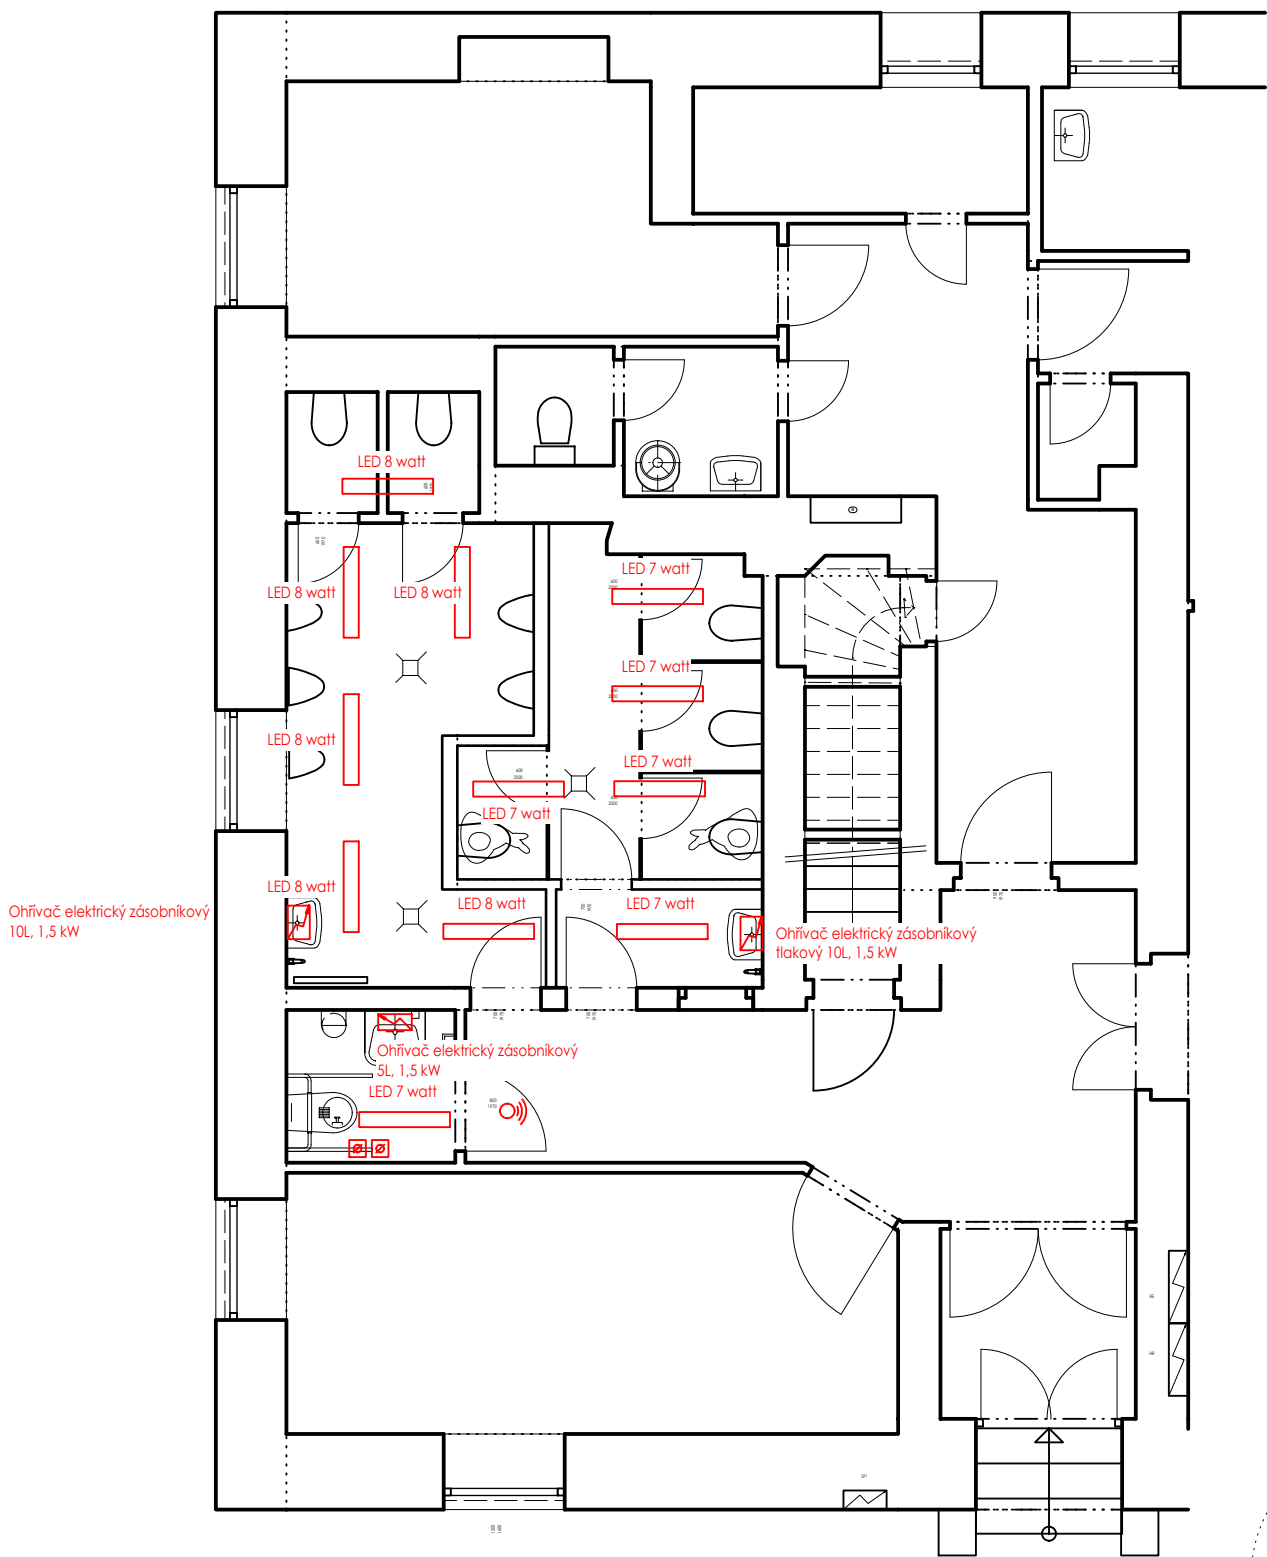 LED 8 watt
LED 7 watt
LED 8 watt
LED 8 watt
LED 7 watt
LED 8 watt
LED 7 watt
LED 7 watt
LED 8 watt
LED 8 watt
LED 7 watt
Ohřívač elektrický zásobníkový
10L, 1,5 kW
Ohřívač elektrický zásobníkový
tlakový 10L, 1,5 kW
Ohřívač elektrický zásobníkový
5L, 1,5 kW
LED 7 watt